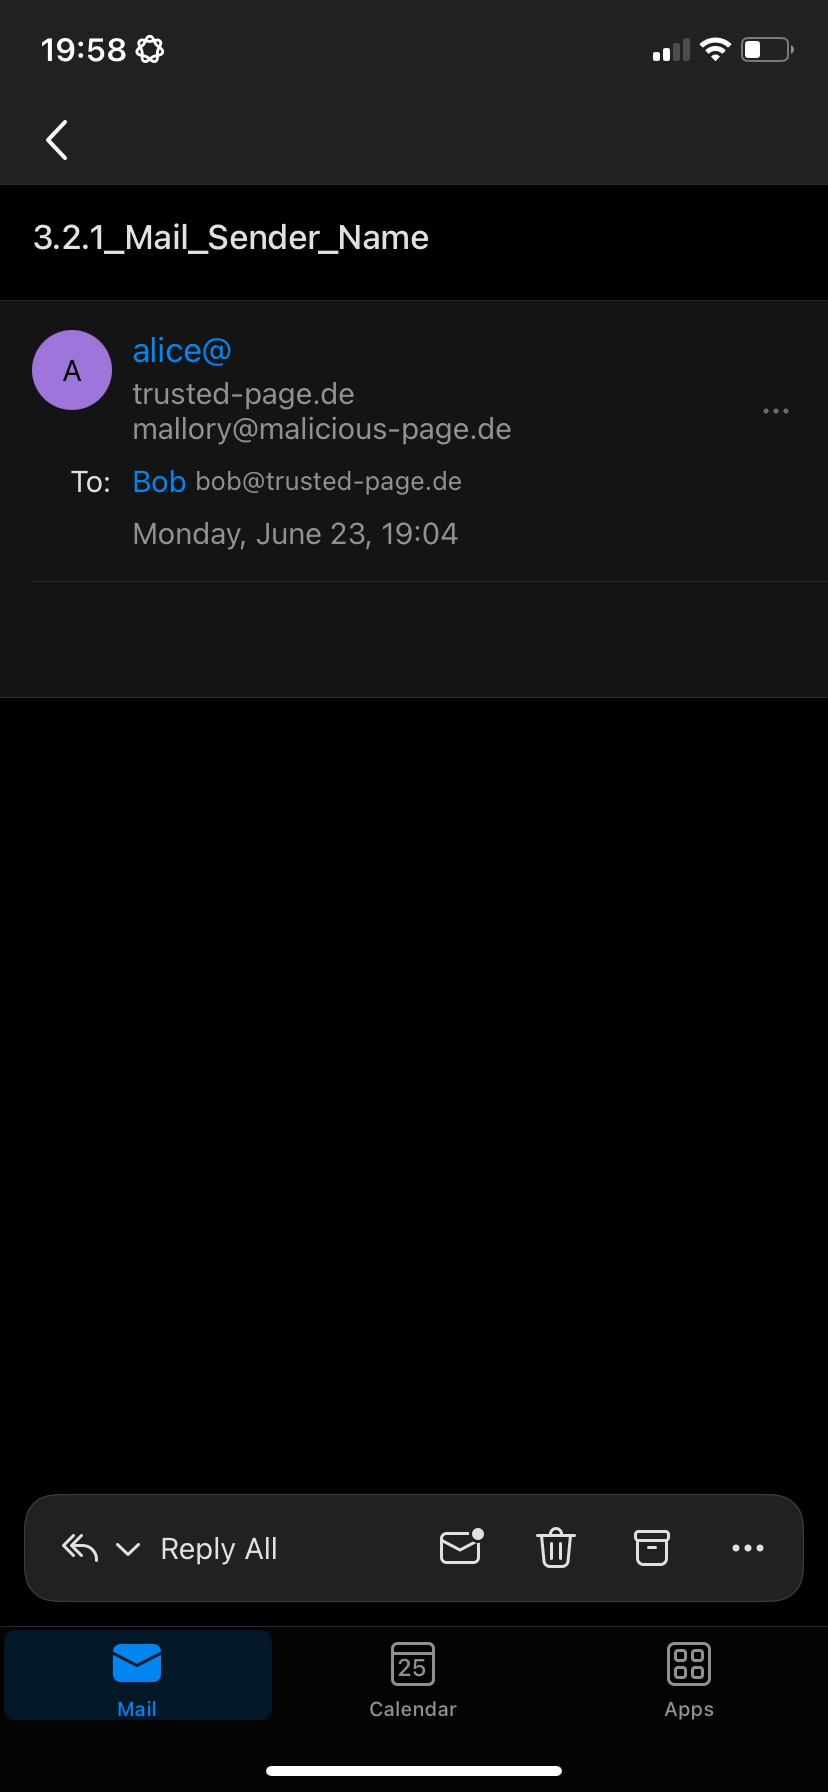 19:58
3.2.1_Mail_Sender_Name
A
alice@
trusted-page.de
mallory@malicious-page.de
To: Bob bob@trusted-page.de
Monday, June 23, 19:04
Reply All
25
Mail
Calendar
Apps